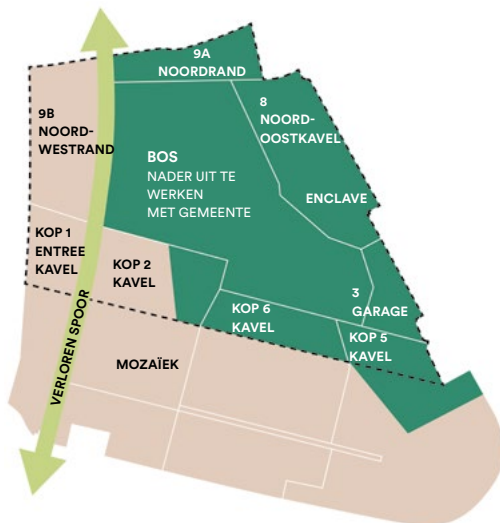 9A
NOORDRAND
9B
NOORD-
WESTRAND
8
NOORD-
OOSTKAVEL
BOS
NADER UIT TE
WERKEN
MET GEMEENTE
ENCLAVE
KOP 1
ENTREE
KAVEL
KOP 2
KAVEL
3
GARAGE
KOP 6
KAVEL
KOP 5
KAVEL
MOZAÏEK
VERLOREN SPOOR